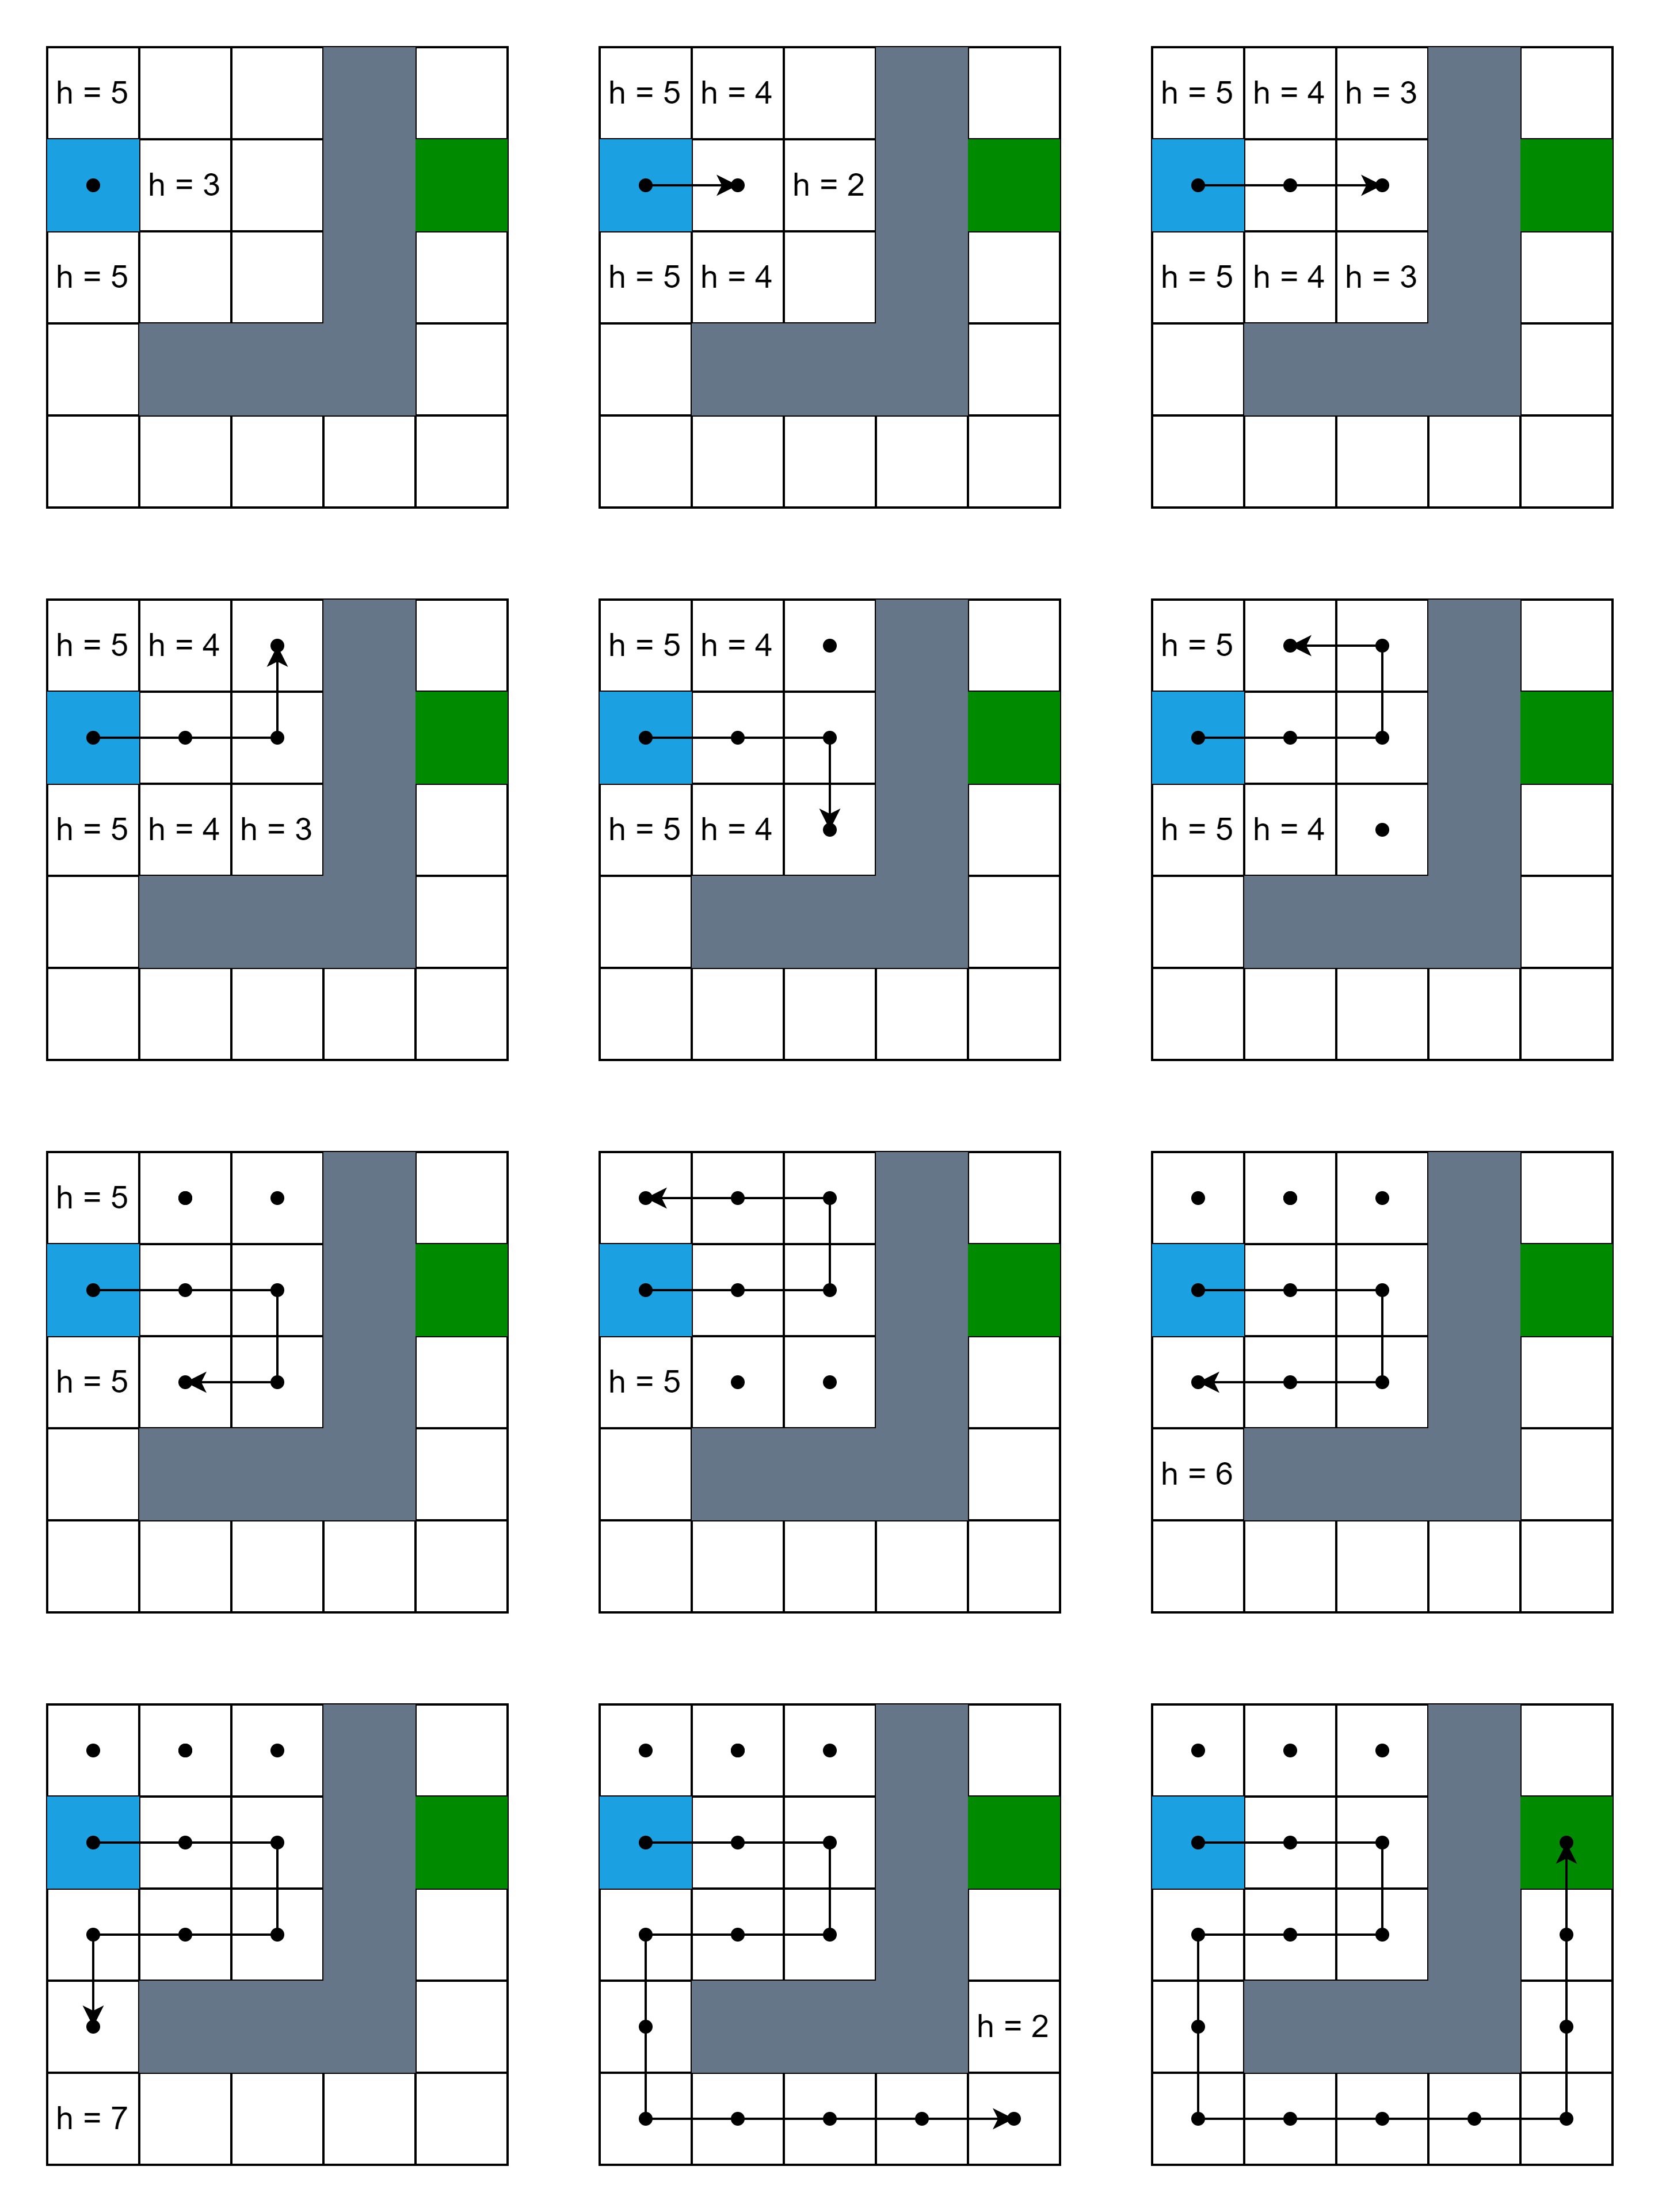 h = 5
h = 5 h = 4
h = 5 h = 4 h = 3
h = 3
h = 2
h = 5
h = 5 h = 4
h = 5 h = 4 h = 3
h = 5 h = 4
h = 5 h = 4
h = 5
h = 5 h = 4 h = 3
h = 5 h = 4
h = 5 h = 4
h = 5
h = 5
h = 5
h = 6
h = 2
h = 7